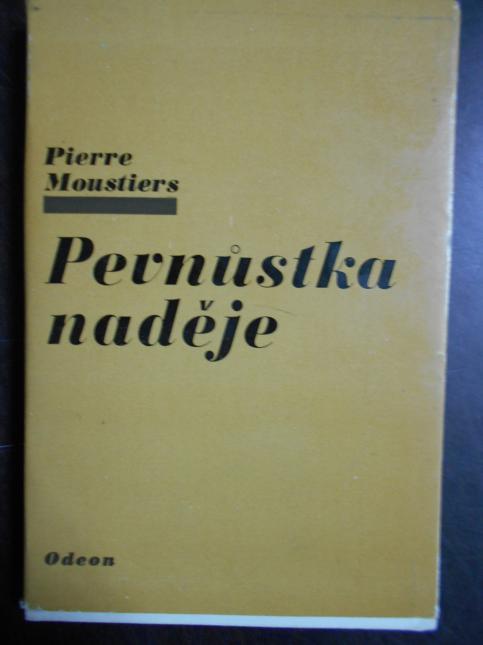 Pierre
Moustiers
Pevnůstka
naděje
Odeon